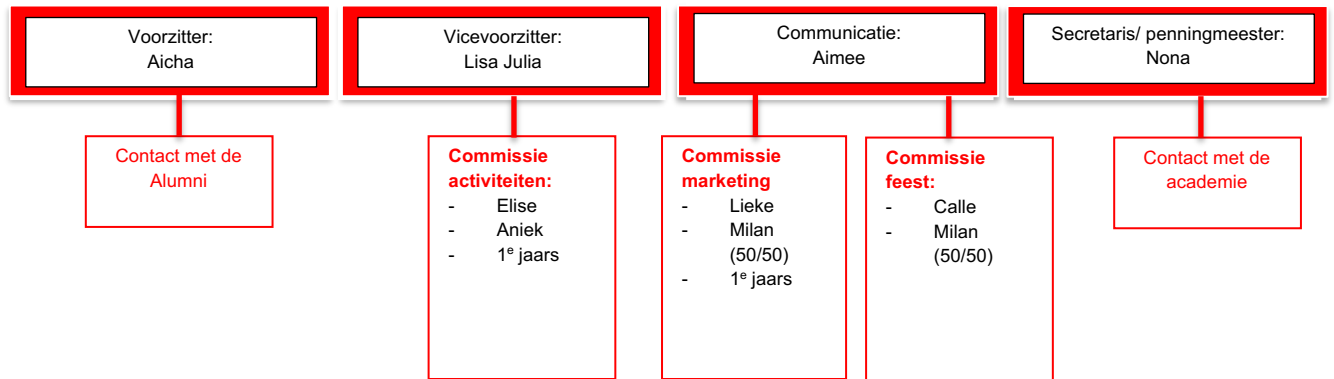 Voorzitter:
Aicha
Vicevoorzitter:
Lisa Julia
Communicatie:
Aimee
Secretaris/ penningmeester:
Nona
Contact met de
Alumni
Commissie
activiteiten:
- Elise
- Aniek
- 1e jaars
Commissie
marketing
- Lieke
- Milan
(50/50)
- 1e jaars
Commissie
feest:
- Calle
- Milan
(50/50)
Contact met de
academie